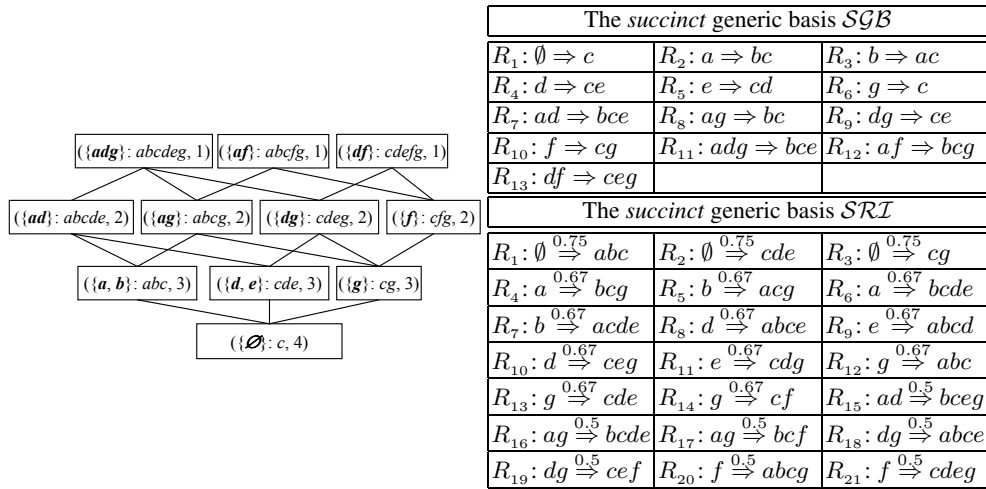 ({adg}: abcdeg, 1) ({af}: abcfg, 1) ({df}: cdefg, 1)
({ad}: abcde, 2) ({ag}: abcg, 2) ({dg}: cdeg, 2) ({f}: cfg, 2)
({a, b}: abc, 3) ({d, e}: cde, 3) ({g}: cg, 3)
({∅}: c, 4)
The succinct generic basis SGB
R₁: ∅ ⇒ c R₂: a ⇒ bc R₃: b ⇒ ac
R₄: d ⇒ ce R₅: e ⇒ cd R₆: g ⇒ c
R₇: ad ⇒ bce R₈: ag ⇒ bc R₉: dg ⇒ ce
R₁₀: f ⇒ cg R₁₁: adg ⇒ bce R₁₂: af ⇒ bcg
R₁₃: df ⇒ ceg
The succinct generic basis SRI
R₁: ∅ 0.75⇒ abc R₂: ∅ 0.75⇒ cde R₃: ∅ 0.75⇒ cg
R₄: a 0.67⇒ bcg R₅: b 0.67⇒ acg R₆: a 0.67⇒ bcde
R₇: b 0.67⇒ acde R₈: d 0.67⇒ abce R₉: e 0.67⇒ abcd
R₁₀: d 0.67⇒ ceg R₁₁: e 0.67⇒ cdg R₁₂: g 0.67⇒ abc
R₁₃: g 0.67⇒ cde R₁₄: g 0.67⇒ cf R₁₅: ad 0.5⇒ bceg
R₁₆: ag 0.5⇒ bcde R₁₇: ag 0.5⇒ bcf R₁₈: dg 0.5⇒ abce
R₁₉: dg 0.5⇒ cef R₂₀: f 0.5⇒ abcg R₂₁: f 0.5⇒ cdeg